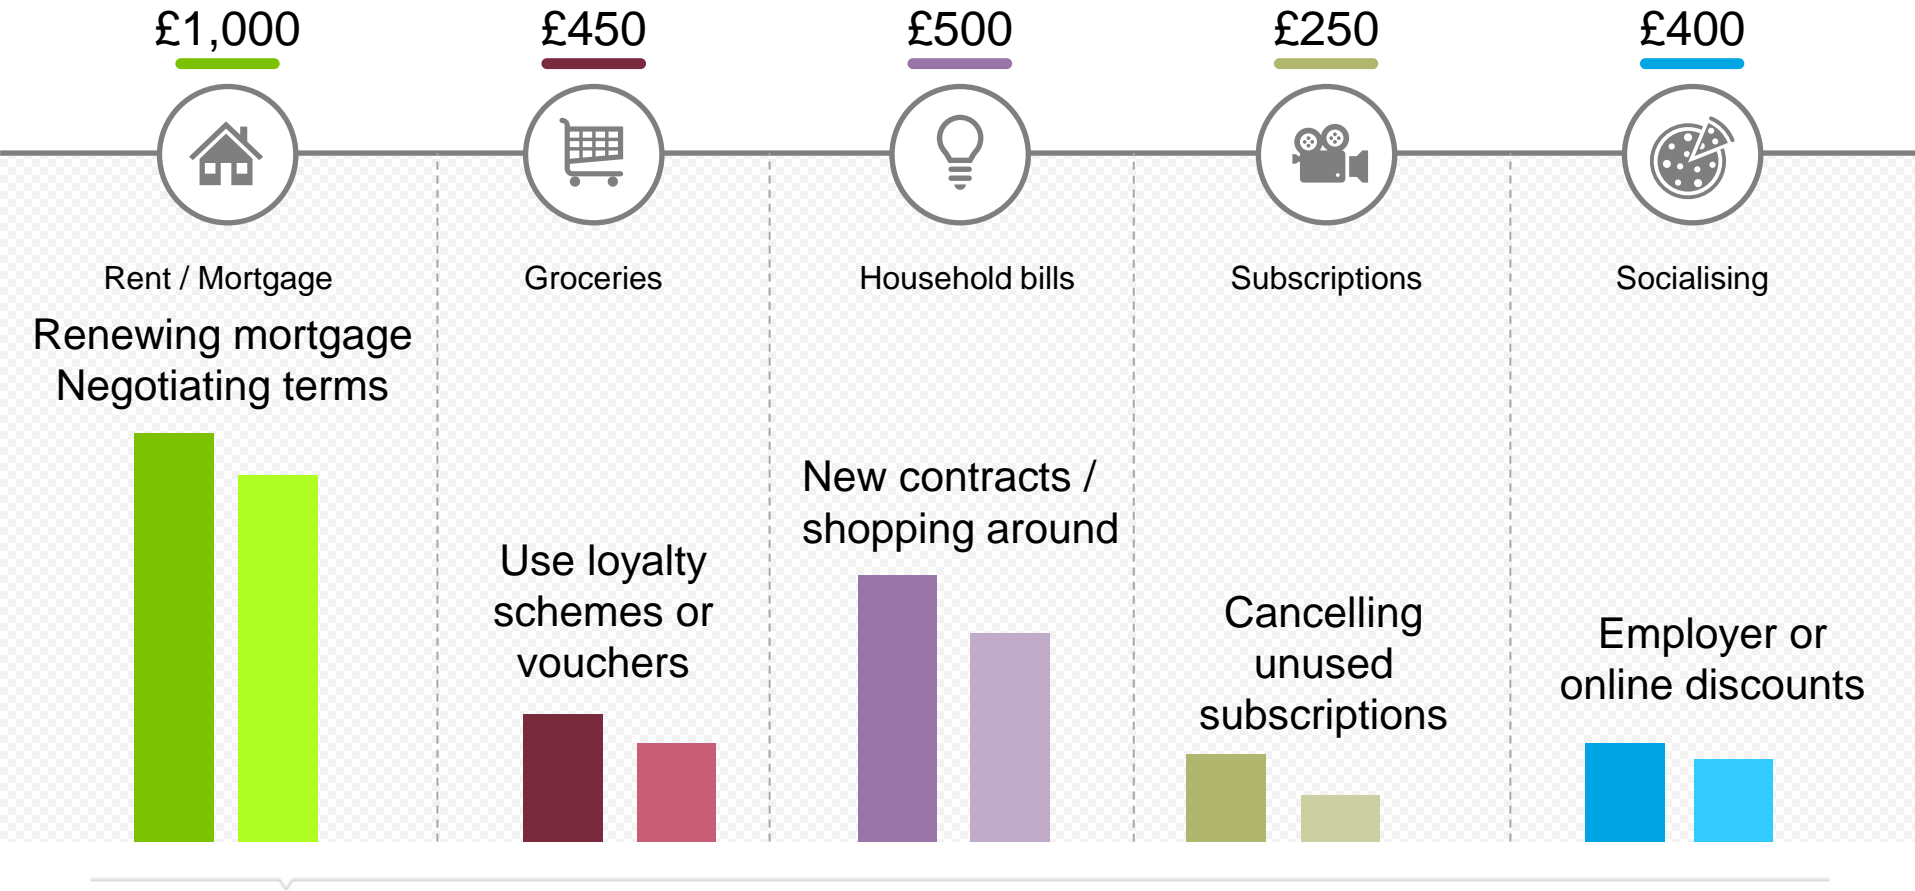 £1,000
£450
£500
£250
£400
Rent / Mortgage
Groceries
Household bills
Subscriptions
Socialising
Renewing mortgage
Negotiating terms
Use loyalty
schemes or
vouchers
New contracts /
shopping around
Cancelling
unused
subscriptions
Employer or
online discounts